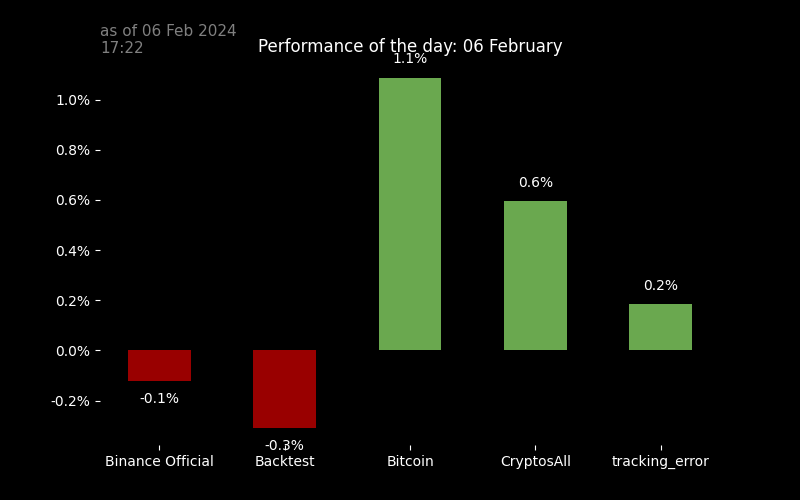 as of 06 Feb 2024
17:22
Performance of the day: 06 February
1.1%
1.0%
0.8%
0.6%
0.6%
0.4%
0.2%
0.2%
0.0%
-0.2%
-0.1%
-0.3%
Binance Official
Backtest
Bitcoin
CryptosAll
tracking_error